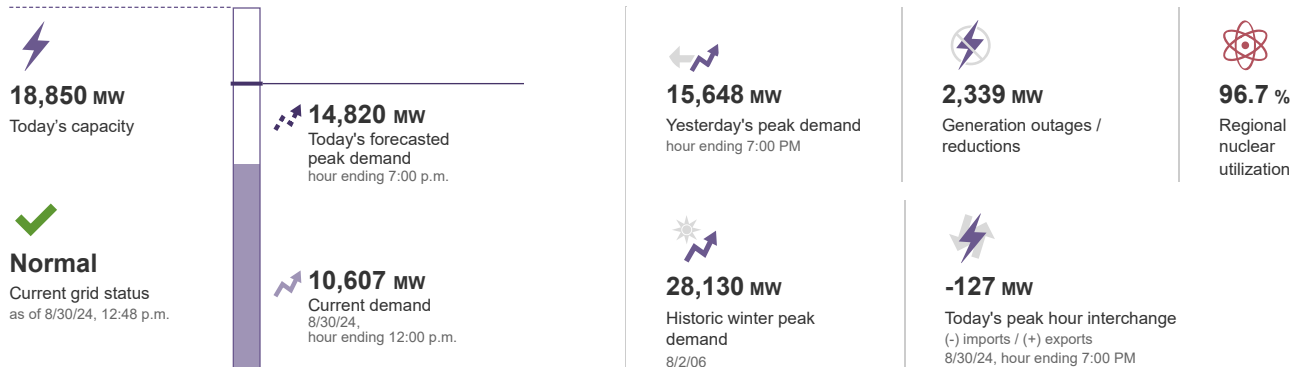 18,850 MW
Today's capacity
Normal
Current grid status
as of 8/30/24, 12:48 p.m.
14,820 MW
Today's forecasted
peak demand
hour ending 7:00 p.m.
10,607 MW
Current demand
8/30/24,
hour ending 12:00 p.m.
15,648 MW
Yesterday's peak demand
hour ending 7:00 PM
2,339 MW
Generation outages /
reductions
96.7 %
Regional
nuclear
utilization
28,130 MW
Historic winter peak
demand
8/2/06
-127 MW
Today's peak hour interchange
(-) imports / (+) exports
8/30/24, hour ending 7:00 PM